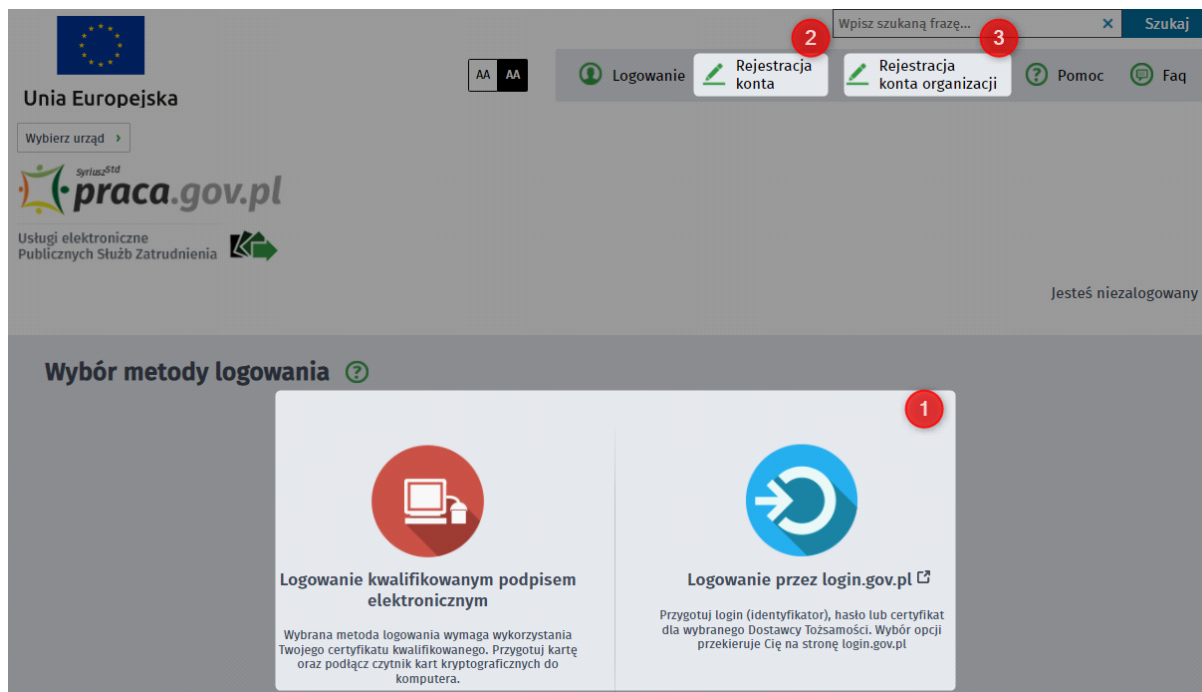 Wpisz szukaną frazę... × Szukaj
2
3
AA AA
Logowanie
Rejestracja
konta
Rejestracja
konta organizacji
? Pomoc
Faq
Unia Europejska
Wybierz urząd ›
SyriuszStd
praca.gov.pl
Usługi elektroniczne
Publicznych Służb Zatrudnienia
Jesteś niezalogowany
Wybór metody logowania ?
1
Logowanie kwalifikowanym podpisem
elektronicznym
Wybrana metoda logowania wymaga wykorzystania
Twojego certyfikatu kwalifikowanego. Przygotuj kartę
oraz podłącz czytnik kart kryptograficznych do
komputera.
Logowanie przez login.gov.pl
Przygotuj login (identyfikator), hasło lub certyfikat
dla wybranego Dostawcy Tożsamości. Wybór opcji
przekieruje Cię na stronę login.gov.pl